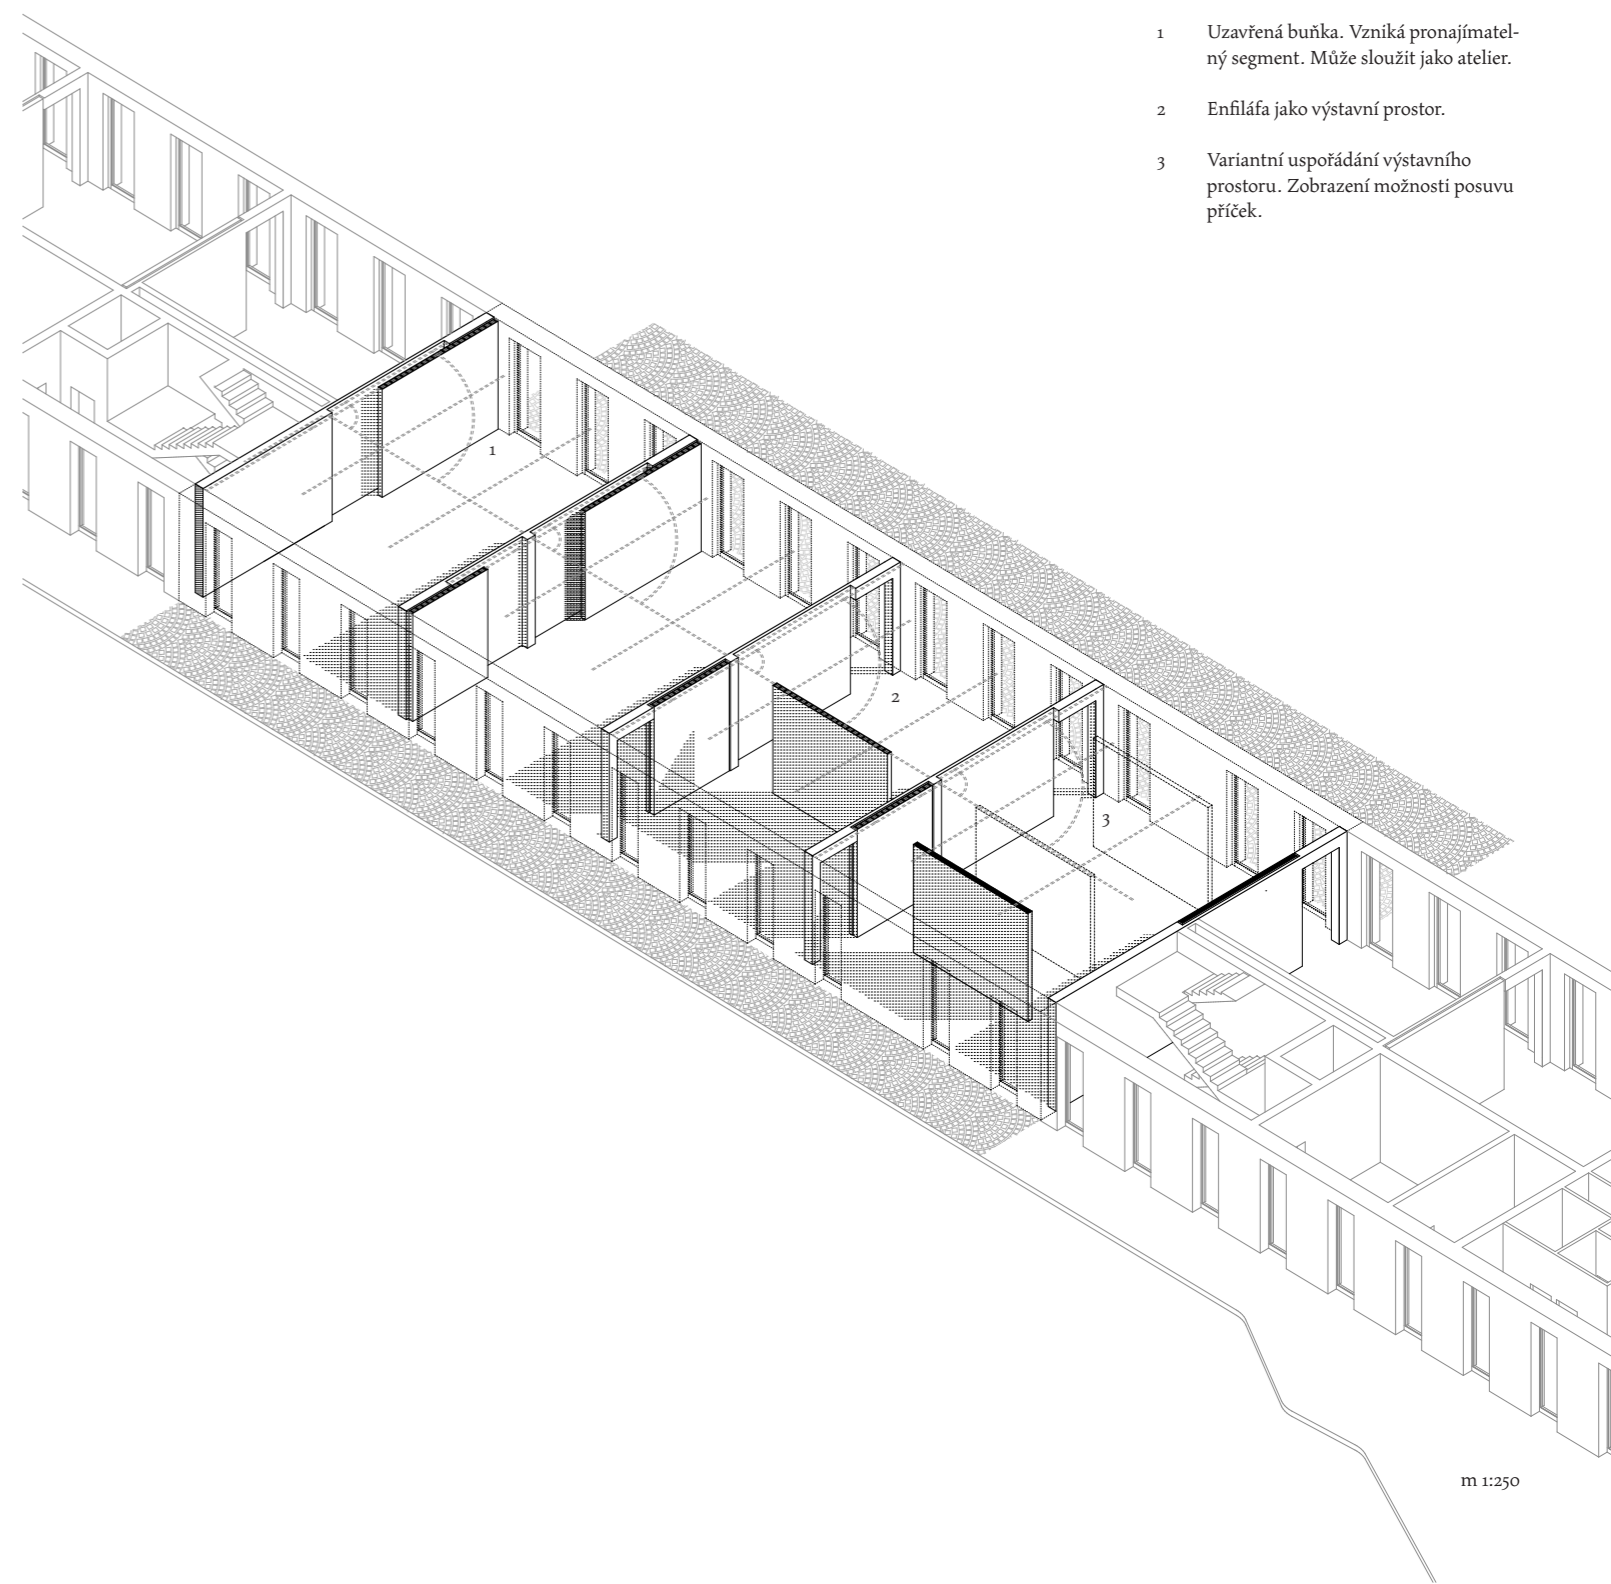 1 Uzavřená buňka. Vzniká pronajímatel-
ný segment. Může sloužit jako atelier.
2 Enfiláfa jako výstavní prostor.
3 Variantní uspořádání výstavního
prostoru. Zobrazení možnosti posuvu
příček.
1
2
3
m 1:250